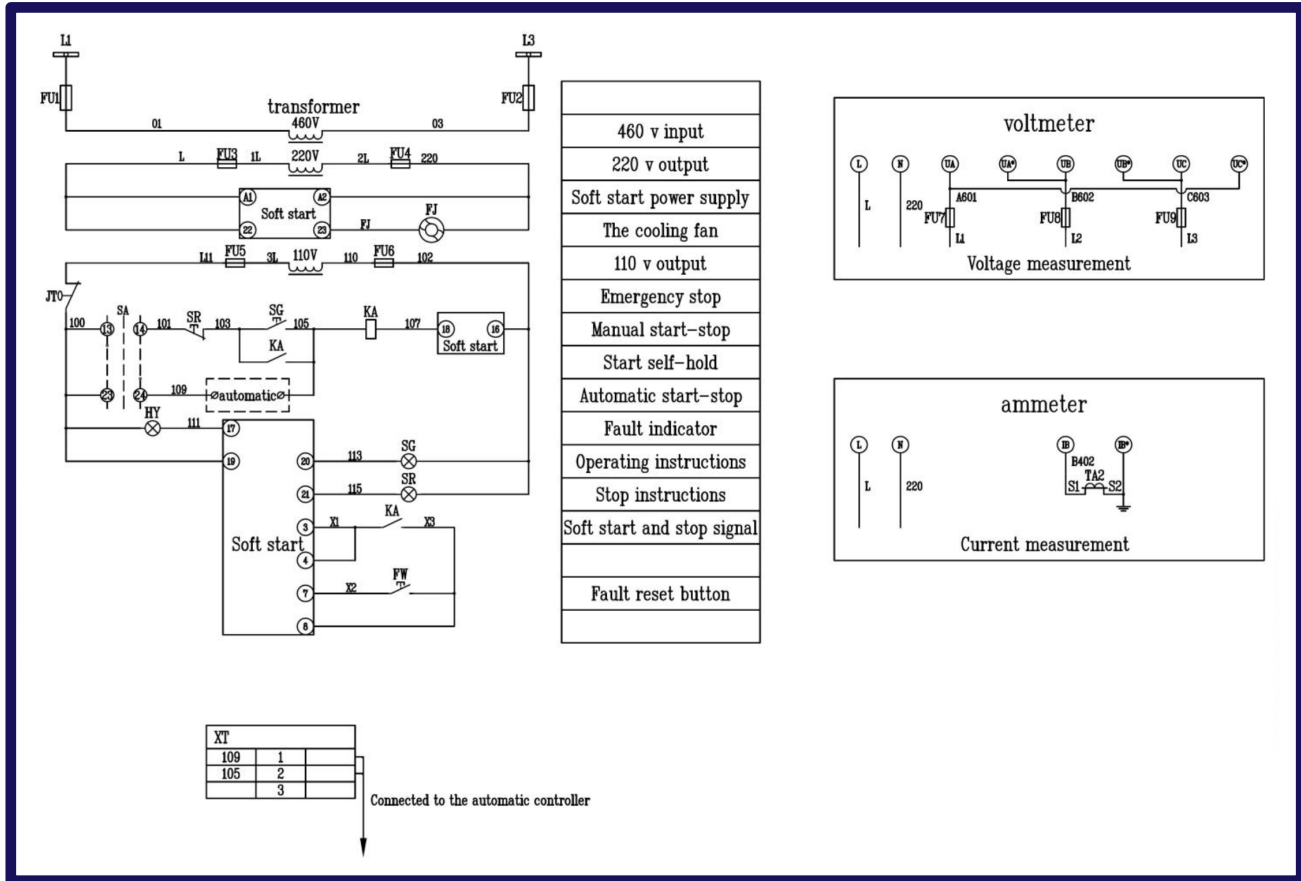 L1 L3
FU1 FU2
transformer
01 460V 03
L FU3 1L 220V 2L FU4 220
A1 A2
Soft start
22 23 FJ FJ
L11 FU5 3L 110V 110 FU6 102
JT0
100 13 SA 14 101 SR 103 SG 105 KA 107 18 16
Soft start
KA
23 24 109 automatic
HY 111 17
19 20 113 SG
21 115 SR
3 X1 KA X3
Soft start
4
7 X2 FW
8
460 v input
220 v output
Soft start power supply
The cooling fan
110 v output
Emergency stop
Manual start-stop
Start self-hold
Automatic start-stop
Fault indicator
Operating instructions
Stop instructions
Soft start and stop signal
Fault reset button
voltmeter
L N UA UA* UB UB* UC UC*
A601 B602 C603
L 220 FU7 FU8 FU9
L1 L2 L3
Voltage measurement
ammeter
L N IB IB*
B402
L 220 S1 TA2 S2
Current measurement
XT
109 1
105 2
3
Connected to the automatic controller